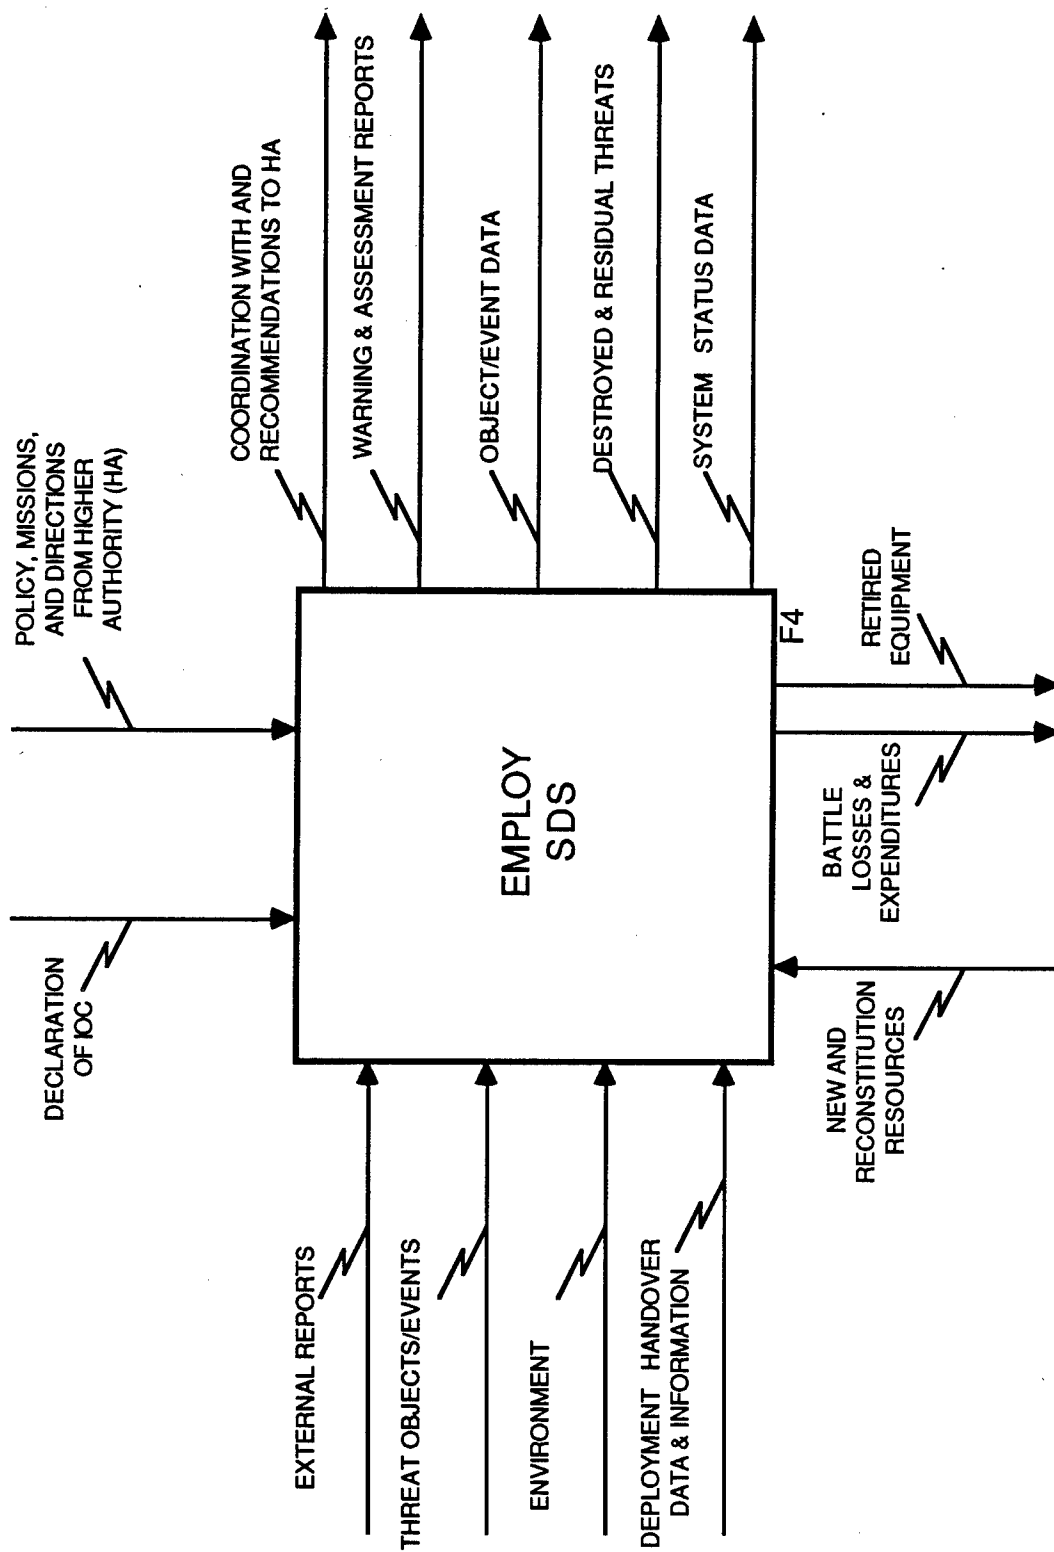 POLICY, MISSIONS,
AND DIRECTIONS
FROM HIGHER
AUTHORITY (HA)
DECLARATION
OF IOC
COORDINATION WITH AND
RECOMMENDATIONS TO HA
WARNING & ASSESSMENT REPORTS
OBJECT/EVENT DATA
DESTROYED & RESIDUAL THREATS
SYSTEM STATUS DATA
EXTERNAL REPORTS
THREAT OBJECTS/EVENTS
ENVIRONMENT
DEPLOYMENT HANDOVER
DATA & INFORMATION
EMPLOY
SDS
F4
NEW AND
RECONSTITUTION
RESOURCES
BATTLE
LOSSES &
EXPENDITURES
RETIRED
EQUIPMENT